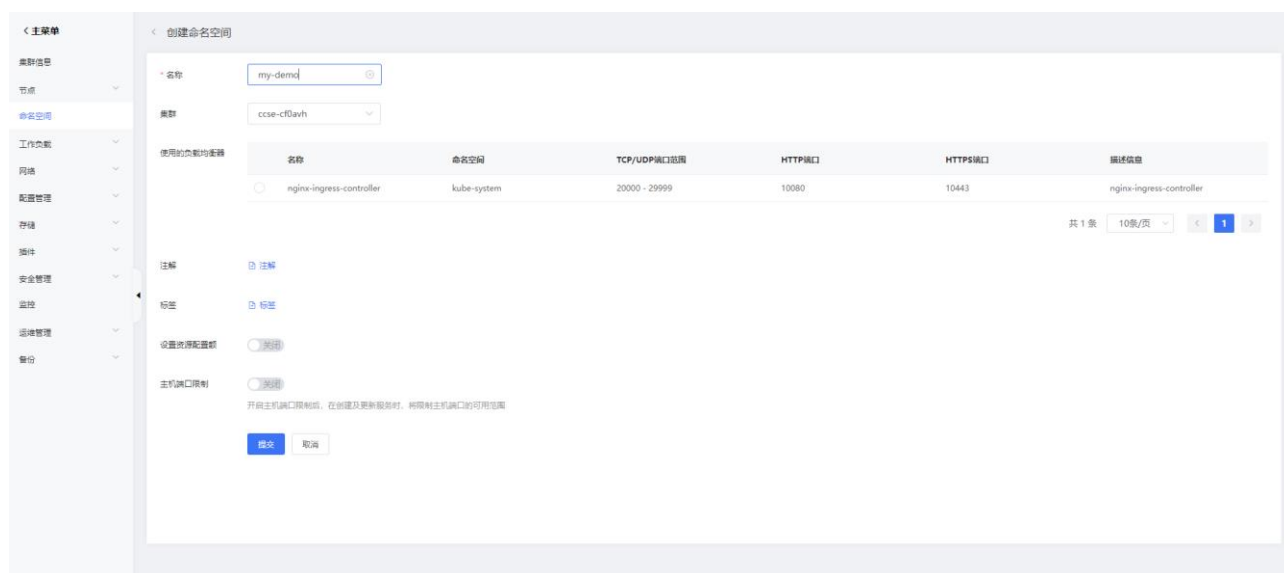 主菜单
创建命名空间
集群信息
节点
命名空间
工作负载
网络
配置管理
存储
插件
安全管理
监控
运维管理
备份
* 名称
my-demo
集群
ccse-cf0avh
使用的负载均衡器
名称 命名空间 TCP/UDP端口范围 HTTP端口 HTTPS端口 描述信息
nginx-ingress-controller kube-system 20000 - 29999 10080 10443 nginx-ingress-controller
共 1 条 10条/页 1
注解 注解
标签 标签
设置资源配置额 关闭
主机端口限制 关闭
开启主机端口限制后，在创建及更新服务时，将限制主机端口的可用范围
提交 取消